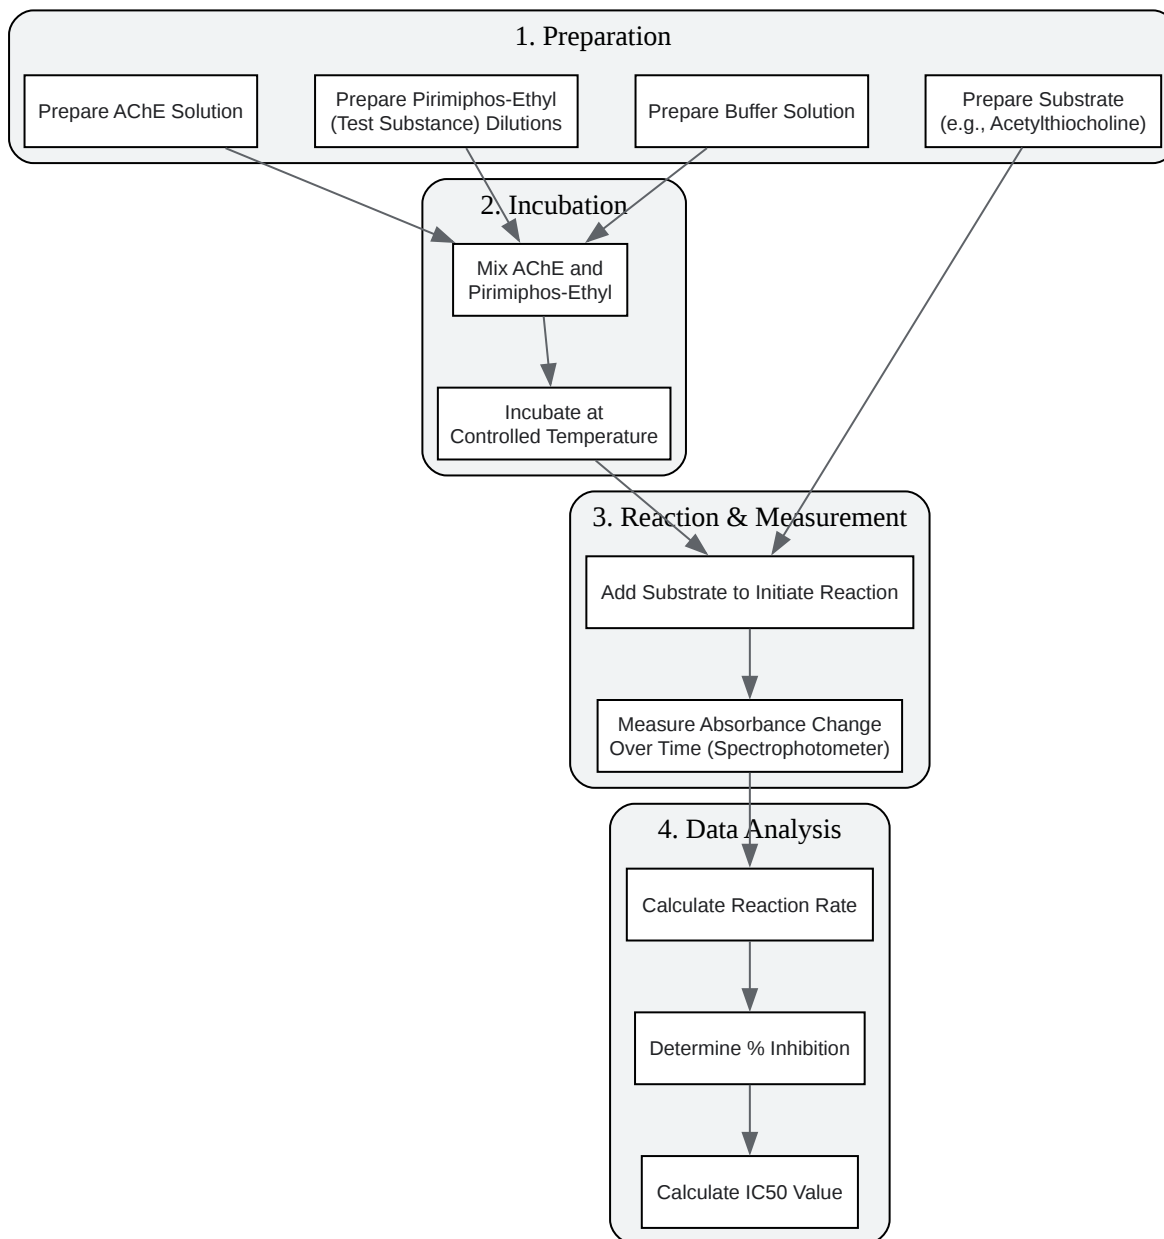 1. Preparation
Prepare AChE Solution
Prepare Pirimiphos-Ethyl
(Test Substance) Dilutions
Prepare Buffer Solution
Prepare Substrate
(e.g., Acetylthiocholine)
2. Incubation
Mix AChE and
Pirimiphos-Ethyl
Incubate at
Controlled Temperature
3. Reaction & Measurement
Add Substrate to Initiate Reaction
Measure Absorbance Change
Over Time (Spectrophotometer)
4. Data Analysis
Calculate Reaction Rate
Determine % Inhibition
Calculate IC50 Value